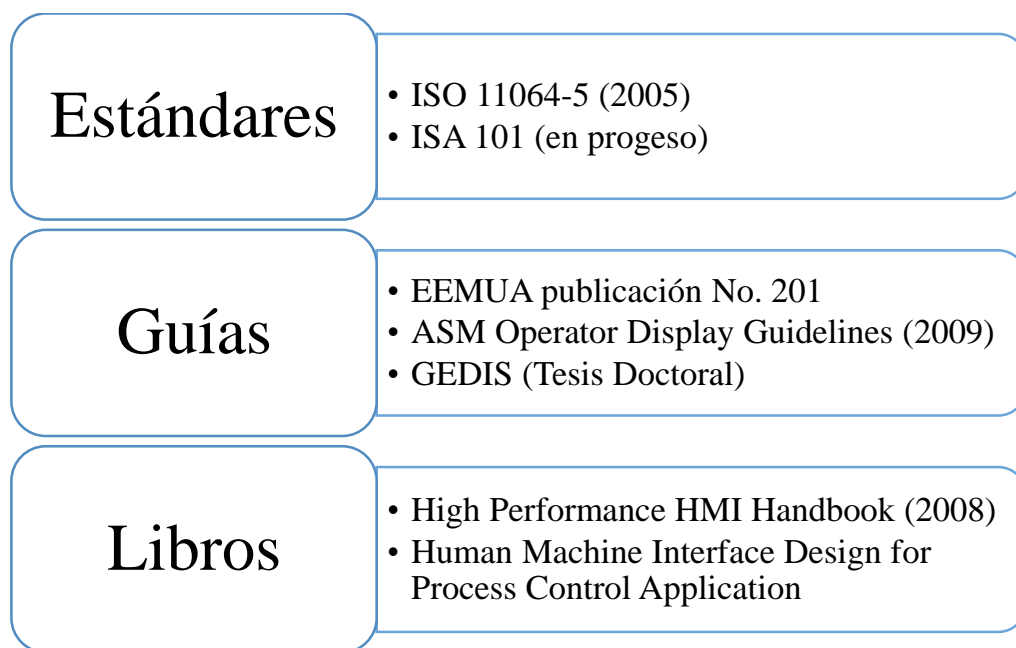 Estándares
• ISO 11064-5 (2005)
• ISA 101 (en progeso)
Guías
• EEMUA publicación No. 201
• ASM Operator Display Guidelines (2009)
• GEDIS (Tesis Doctoral)
Libros
• High Performance HMI Handbook (2008)
• Human Machine Interface Design for
Process Control Application